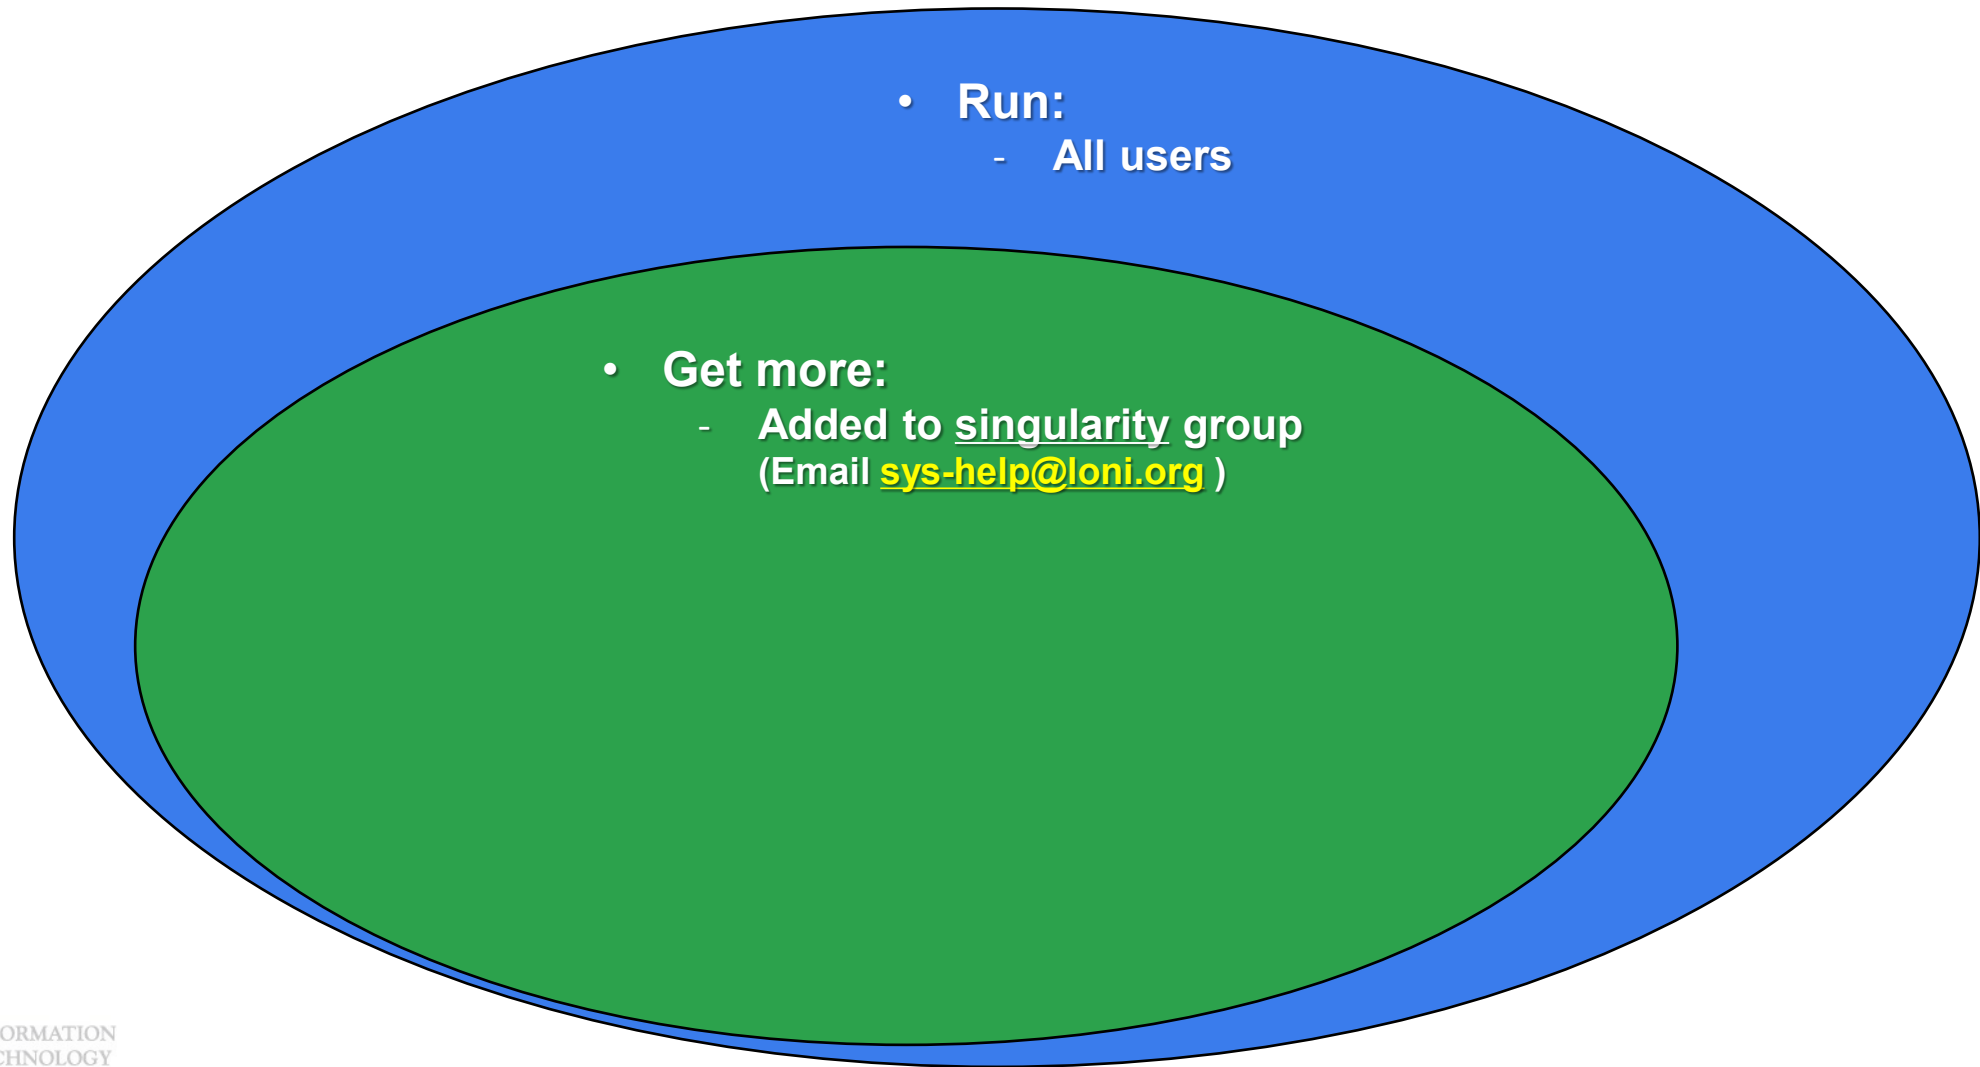 • Run:
- All users
• Get more:
- Added to singularity group
(Email sys-help@loni.org )
ORMATION
CHNOLOGY